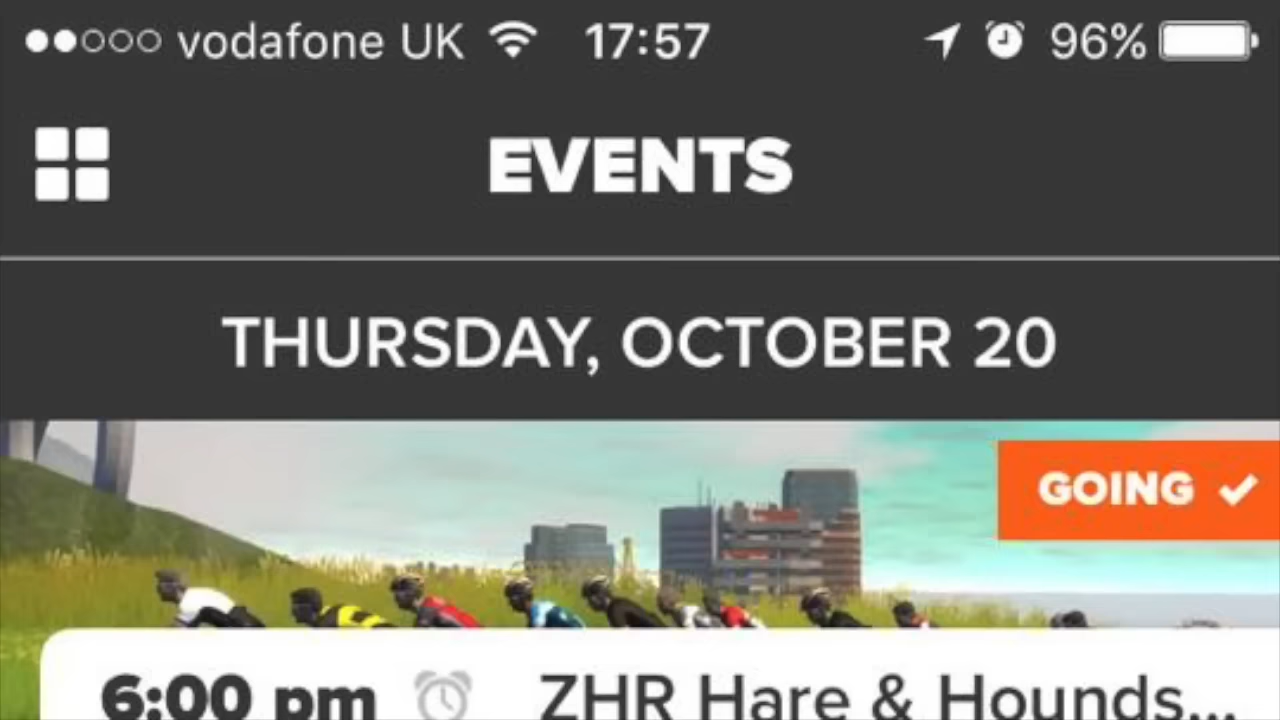 vodafone UK 17:57 96%
EVENTS
THURSDAY, OCTOBER 20
GOING
6:00 pm ZHR Hare & Hounds...